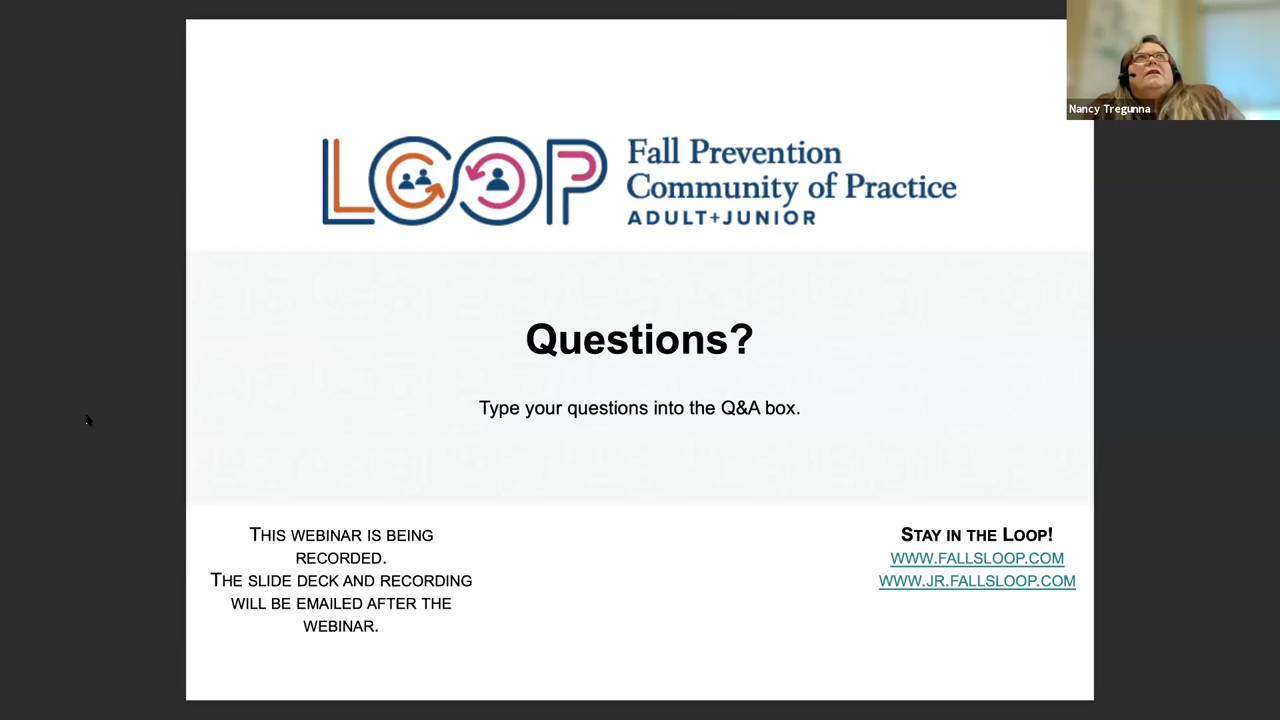 Nancy Tregunna
LOOP
Fall Prevention
Community of Practice
ADULT+JUNIOR
Questions?
Type your questions into the Q&A box.
THIS WEBINAR IS BEING
RECORDED.
THE SLIDE DECK AND RECORDING
WILL BE EMAILED AFTER THE
WEBINAR.
STAY IN THE LOOP!
WWW.FALLSLOOP.COM
WWW.JR.FALLSLOOP.COM